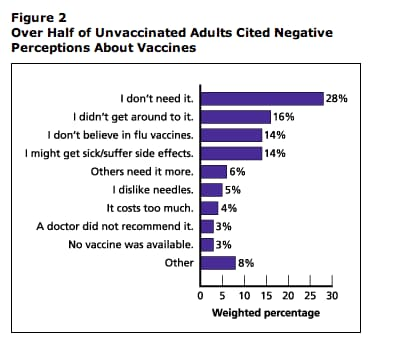 Figure 2
Over Half of Unvaccinated Adults Cited Negative
Perceptions About Vaccines
I don't need it. 28%
I didn't get around to it. 16%
I don't believe in flu vaccines. 14%
I might get sick/suffer side effects. 14%
Others need it more. 6%
I dislike needles. 5%
It costs too much. 4%
A doctor did not recommend it. 3%
No vaccine was available. 3%
Other 8%
0 5 10 15 20 25 30
Weighted percentage